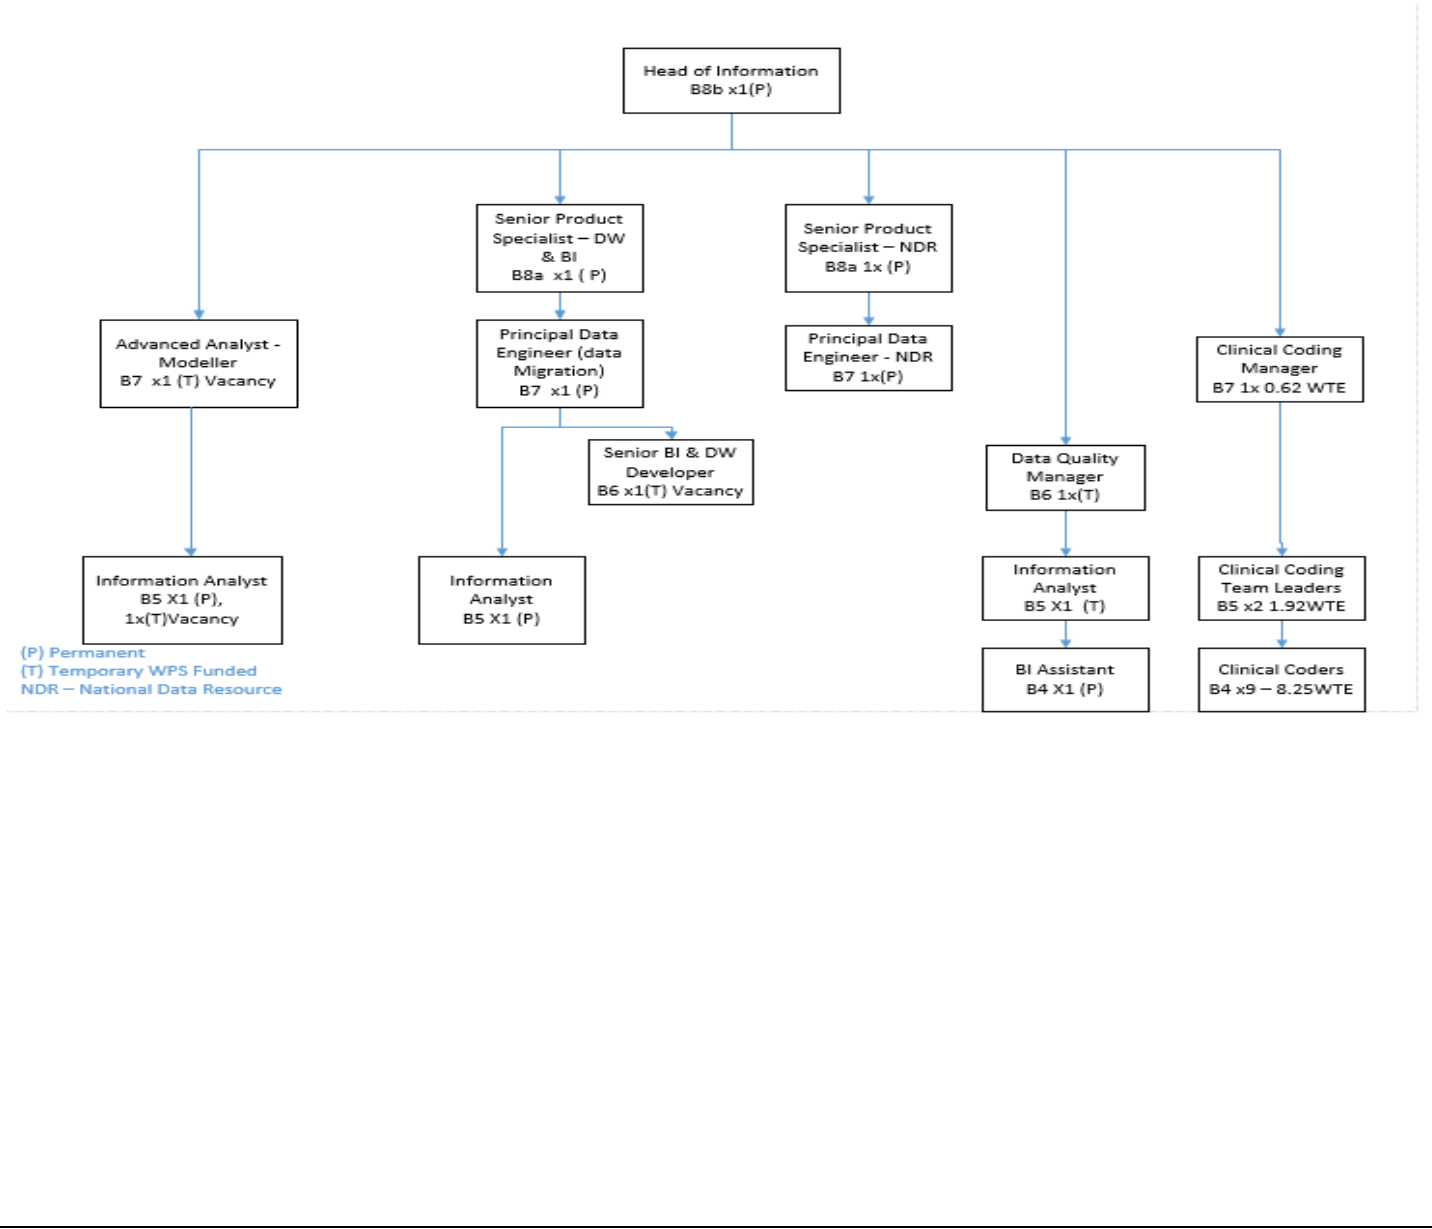 Head of Information
B8b x1(P)
Senior Product
Specialist – DW
& BI
B8a  x1 ( P)
Senior Product
Specialist – NDR
B8a 1x (P)
Advanced Analyst -
Modeller
B7  x1 (T) Vacancy
Principal Data
Engineer (data
Migration)
B7  x1 (P)
Principal Data
Engineer - NDR
B7 1x(P)
Clinical Coding
Manager
B7 1x 0.62 WTE
Senior BI & DW
Developer
B6 x1(T) Vacancy
Data Quality
Manager
B6 1x(T)
Information Analyst
B5 X1 (P),
1x(T)Vacancy
Information
Analyst
B5 X1 (P)
Information
Analyst
B5 X1  (T)
Clinical Coding
Team Leaders
B5 x2 1.92WTE
BI Assistant
B4 X1 (P)
Clinical Coders
B4 x9 – 8.25WTE
(P) Permanent
(T) Temporary WPS Funded
NDR – National Data Resource